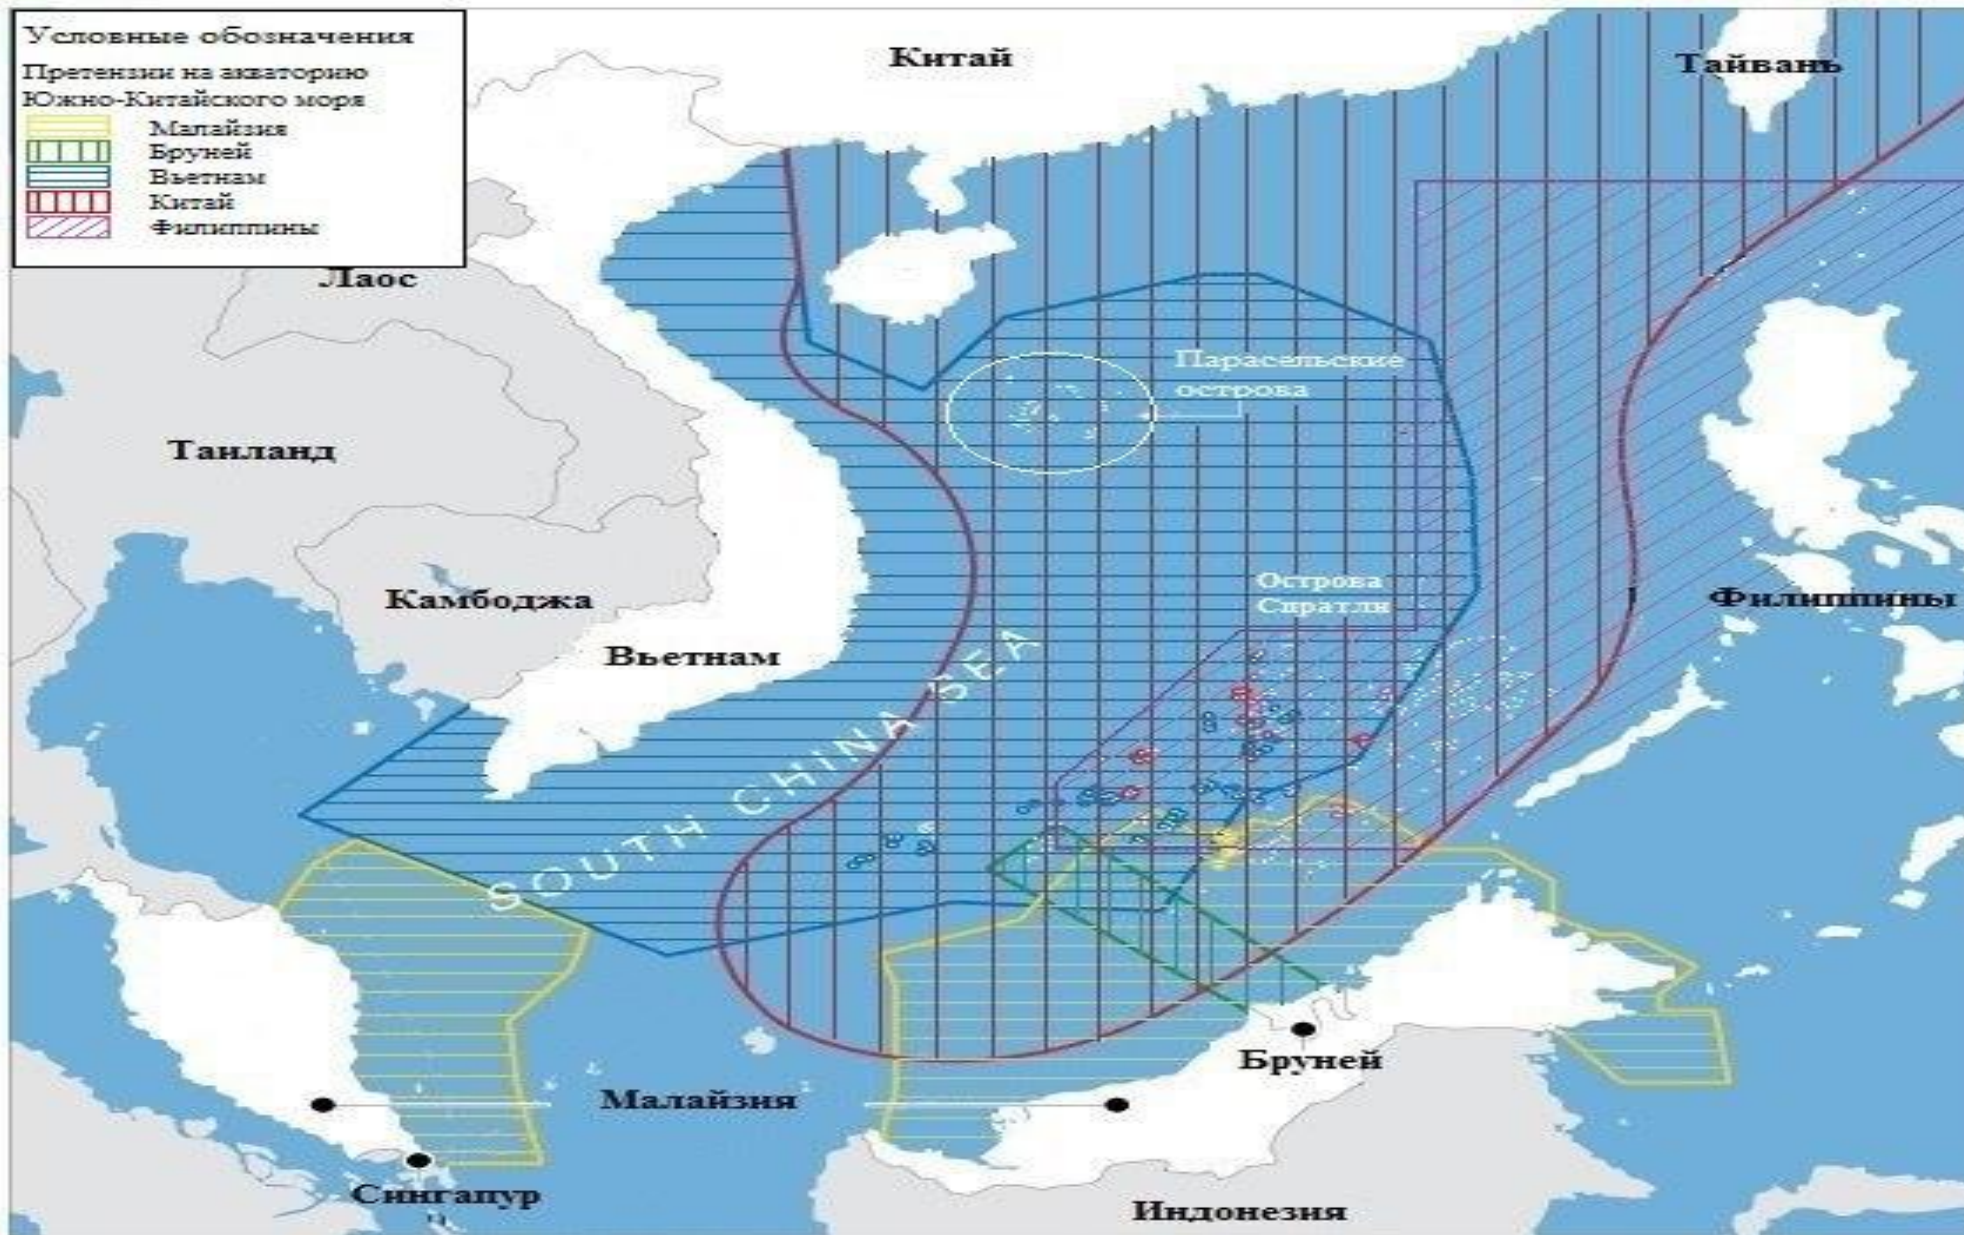 Условные обозначения
Претензии на акваторию
Южно-Китайского моря
Малайзия
Бруней
Вьетнам
Китай
Филиппины
Китай
Тайвань
Лаос
Парасельские
острова
Таиланд
Острова
Спратли
Камбоджа
Филиппины
Вьетнам
SOUTH CHINA SEA
Бруней
Малайзия
Сингапур
Индонезия